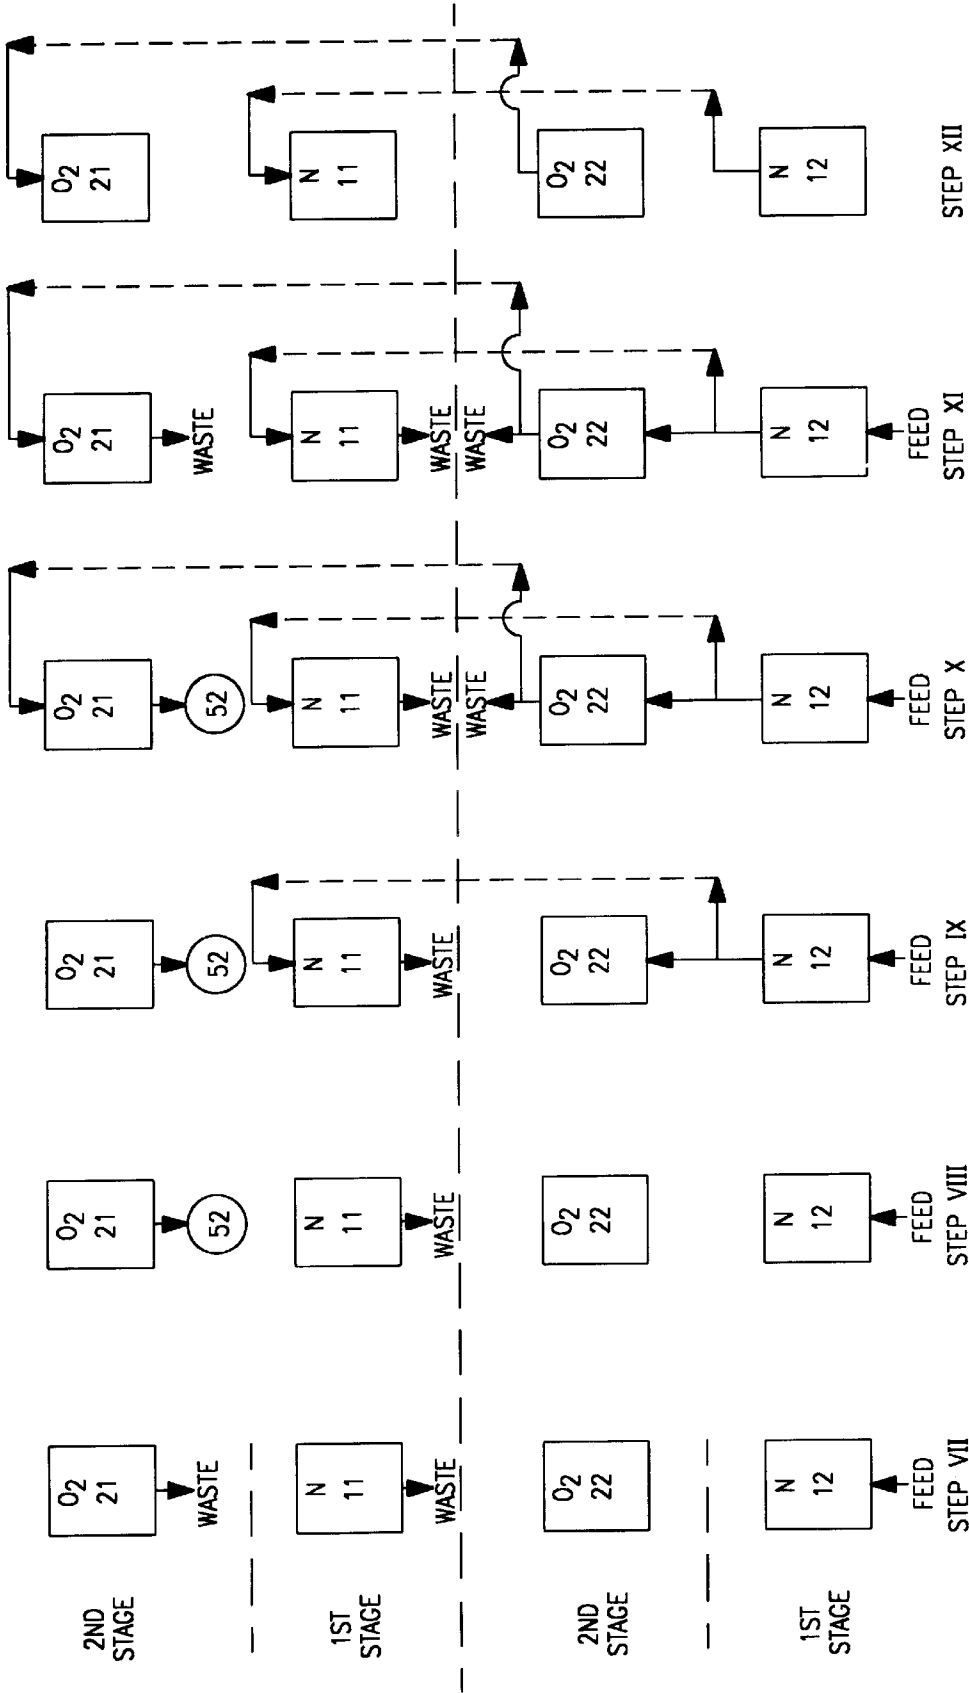 2ND
STAGE
O2
21
WASTE
O2
21
52
O2
21
52
O2
21
52
O2
21
WASTE
O2
21
1ST
STAGE
N
11
WASTE
N
11
WASTE
N
11
WASTE
N
11
WASTE
N
11
WASTE
N
11
2ND
STAGE
O2
22
O2
22
O2
22
WASTE
O2
22
WASTE
O2
22
O2
22
1ST
STAGE
N
12
FEED
N
12
FEED
N
12
FEED
N
12
FEED
N
12
FEED
N
12
STEP VII
STEP VIII
STEP IX
STEP X
STEP XI
STEP XII